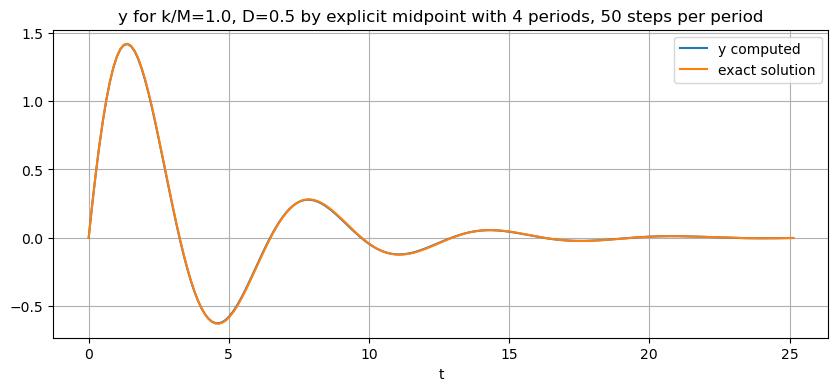 y for k/M=1.0, D=0.5 by explicit midpoint with 4 periods, 50 steps per period
y computed
exact solution
1.5
1.0
0.5
0.0
−0.5
0 5 10 15 20 25
t